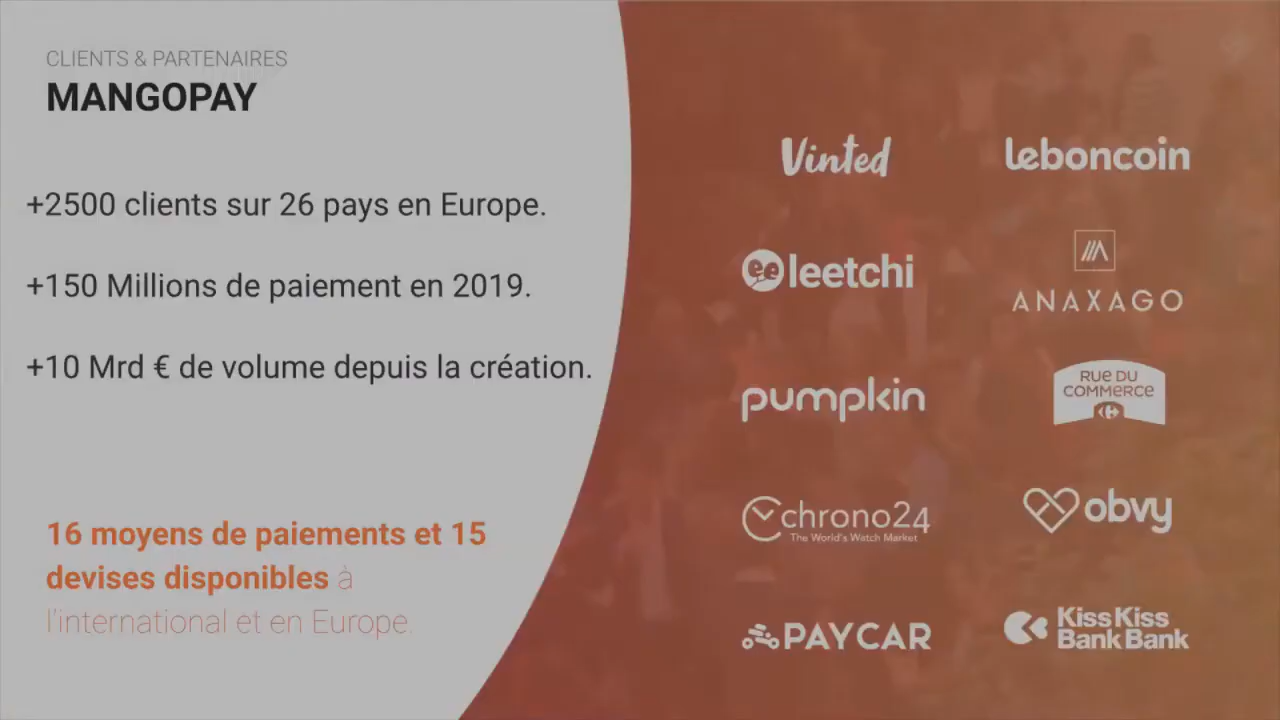 CLIENTS & PARTENAIRES
MANGOPAY
+2500 clients sur 26 pays en Europe.
+150 Millions de paiement en 2019.
+10 Mrd € de volume depuis la création.
16 moyens de paiements et 15
devises disponibles à
l'international et en Europe.
Vinted
leboncoin
leetchi
ANAXAGO
pumpkin
RUE DU
COMMERCE
chrono24
The World's Watch Market
obvy
PAYCAR
KissKiss
BankBank